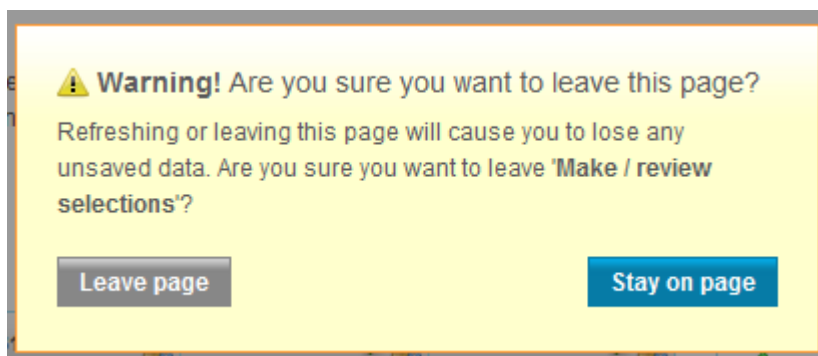 Warning! Are you sure you want to leave this page?
Refreshing or leaving this page will cause you to lose any
unsaved data. Are you sure you want to leave 'Make / review
selections'?
Leave page
Stay on page